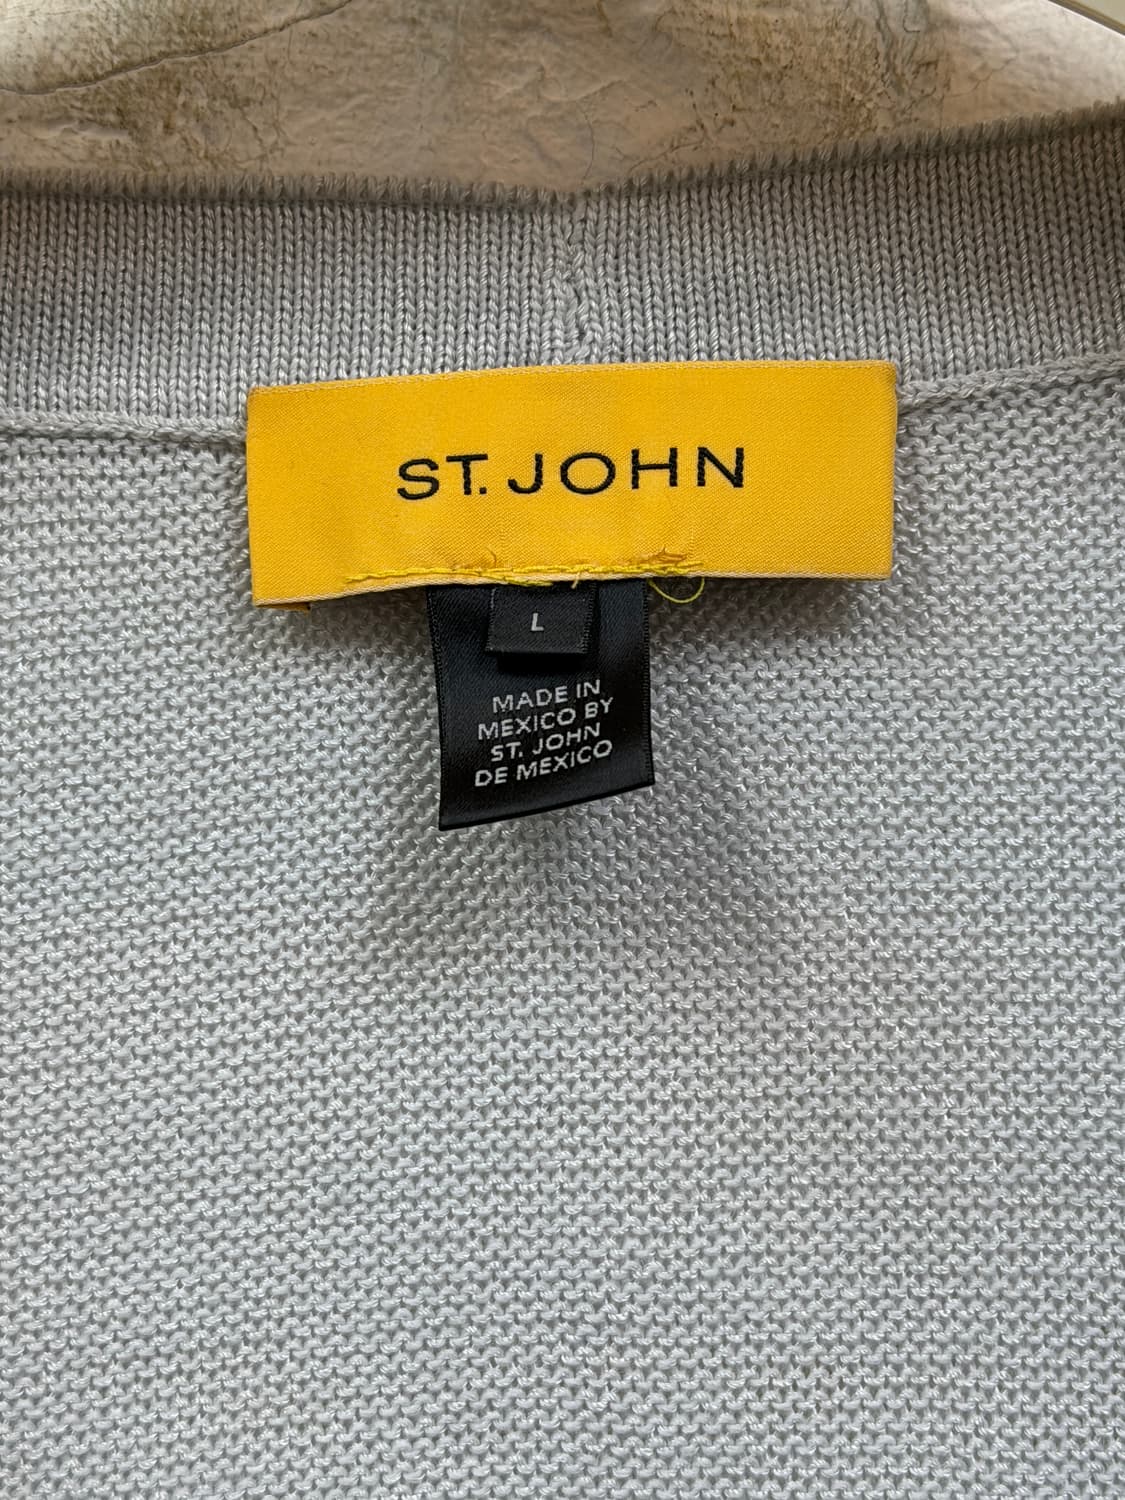 ST. JOHN
L
MADE IN
MEXICO BY
ST. JOHN
DE MEXICO